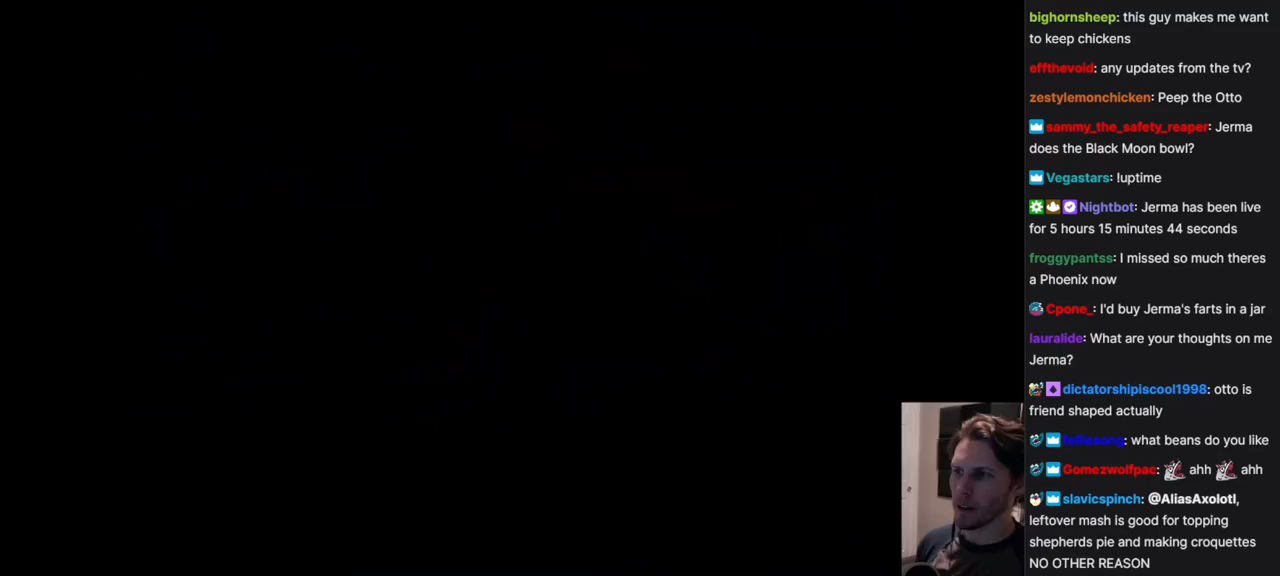 bighornsheep: this guy makes me want
to keep chickens
effthevoid: any updates from the tv?
zestylemonchicken: Peep the Otto
sammy_the_safety_reaper: Jerma
does the Black Moon bowl?
Vegastars: !uptime
Nightbot: Jerma has been live
for 5 hours 15 minutes 44 seconds
froggypantss: I missed so much theres
a Phoenix now
Cpone_: I'd buy Jerma's farts in a jar
lauralide: What are your thoughts on me
Jerma?
dictatorshipiscool1998: otto is
friend shaped actually
: what beans do you like
Gomezwolfpac: ahh ahh
slavicspinch: @AliasAxolotl,
leftover mash is good for topping
shepherds pie and making croquettes
NO OTHER REASON